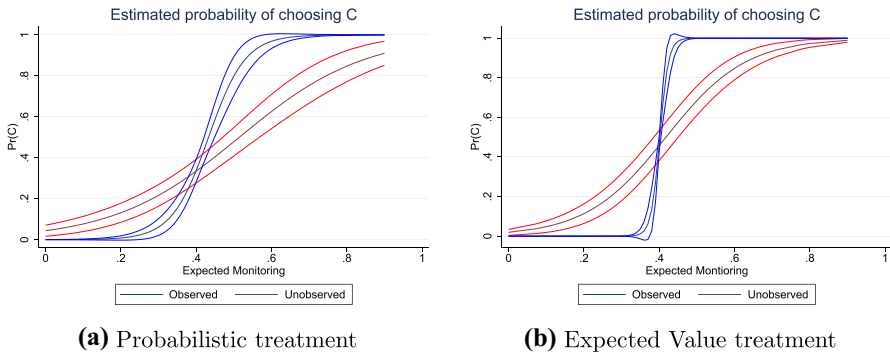 Estimated probability of choosing C
Pr(C)
1
.8
.6
.4
.2
0
0 .2 .4 .6 .8 1
Expected Monitoring
Observed Unobserved
(a) Probabilistic treatment
Estimated probability of choosing C
Pr(C)
1
.8
.6
.4
.2
0
0 .2 .4 .6 .8 1
Expected Monitoring
Observed Unobserved
(b) Expected Value treatment